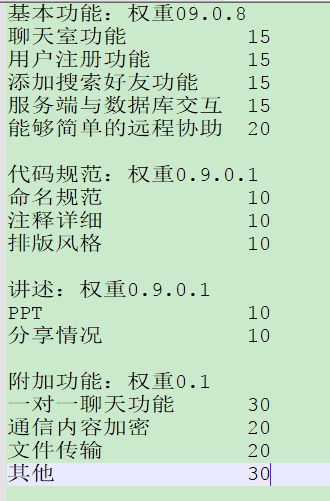 基本功能：权重09.0.8
聊天室功能 15
用户注册功能 15
添加搜索好友功能 15
服务端与数据库交互 15
能够简单的远程协助 20
代码规范：权重0.9.0.1
命名规范 10
注释详细 10
排版风格 10
讲述：权重0.9.0.1
PPT 10
分享情况 10
附加功能：权重0.1
一对一聊天功能 30
通信内容加密 20
文件传输 20
其他 30